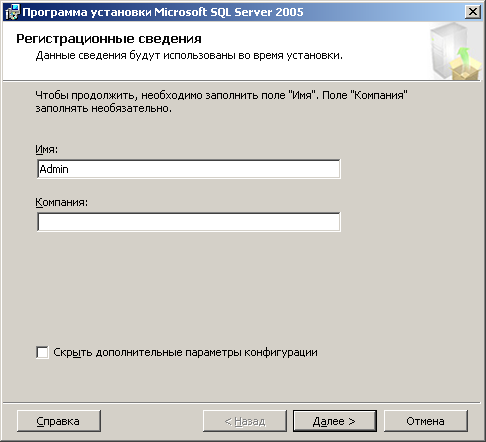 Программа установки Microsoft SQL Server 2005
Регистрационные сведения
Данные сведения будут использованы во время установки.
Чтобы продолжить, необходимо заполнить поле "Имя". Поле "Компания"
заполнять необязательно.
Имя:
Admin
Компания:
Скрыть дополнительные параметры конфигурации
Справка
< Назад
Далее >
Отмена